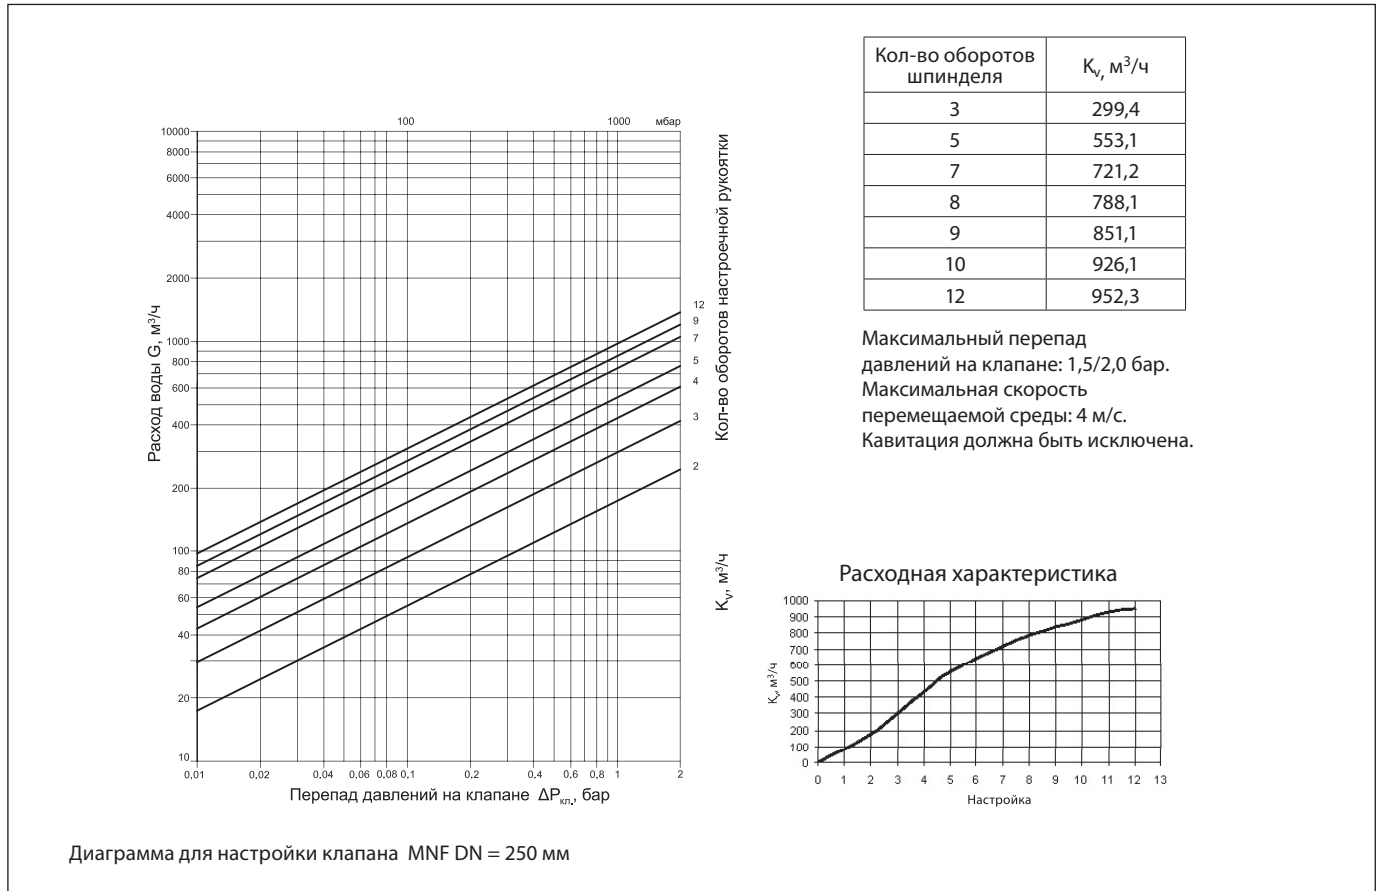 Кол-во оборотов
шпинделя
Kv, м³/ч
3 299,4
5 553,1
7 721,2
8 788,1
9 851,1
10 926,1
12 952,3
Максимальный перепад
давлений на клапане: 1,5/2,0 бар.
Максимальная скорость
перемещаемой среды: 4 м/с.
Кавитация должна быть исключена.
100 1000 мбар
10000
8000
6000
4000
2000
1000
800
600
400
200
100
80
60
40
20
10
Расход воды G, м³/ч
12
9
7
5
4
3
2
Кол-во оборотов настроечной рукоятки
Kv, м³/ч
0,01 0,02 0,04 0,06 0,08 0,1 0,2 0,4 0,6 0,8 1 2
Перепад давлений на клапане ΔPкл., бар
Расходная характеристика
1000
900
800
700
600
500
400
300
200
100
0
Kv, м³/ч
0 1 2 3 4 5 6 7 8 9 10 11 12 13
Настройка
Диаграмма для настройки клапана MNF DN = 250 мм